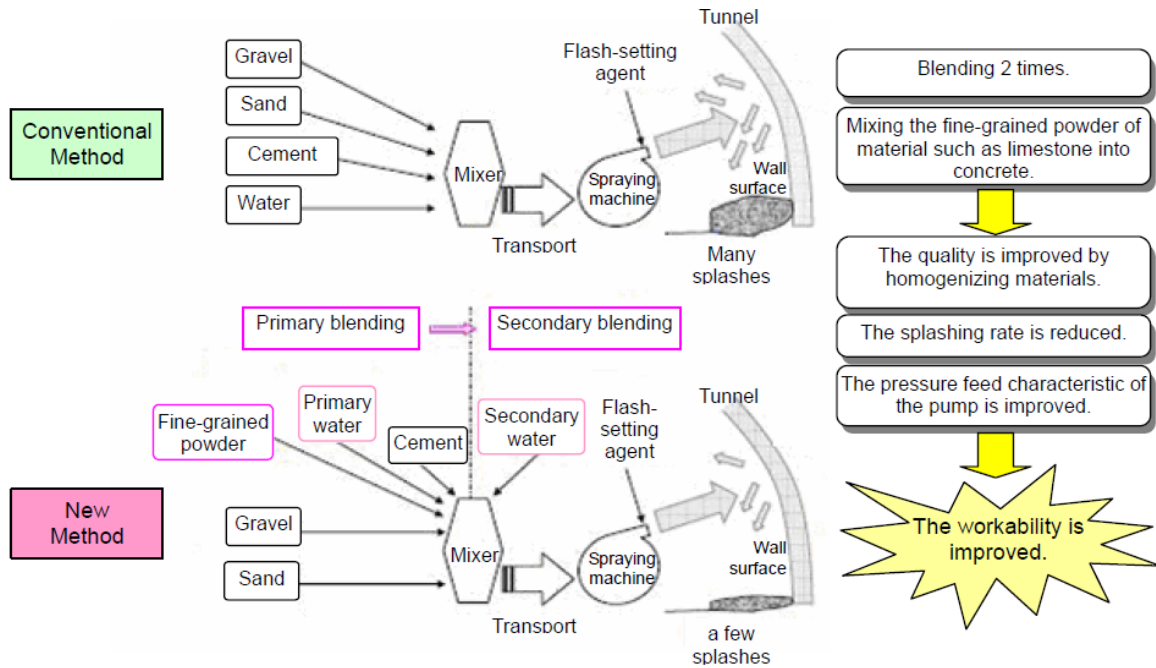 Conventional
Method
Gravel
Sand
Cement
Water
Mixer
Transport
Flash-setting
agent
Spraying
machine
Tunnel
Wall
surface
Many
splashes
Primary blending
Secondary blending
New
Method
Fine-grained
powder
Primary
water
Cement
Secondary
water
Gravel
Sand
Mixer
Transport
Flash-
setting
agent
Spraying
machine
Tunnel
Wall
surface
a few
splashes
Blending 2 times.
Mixing the fine-grained powder of
material such as limestone into
concrete.
The quality is improved by
homogenizing materials.
The splashing rate is reduced.
The pressure feed characteristic of
the pump is improved.
The workability is
improved.